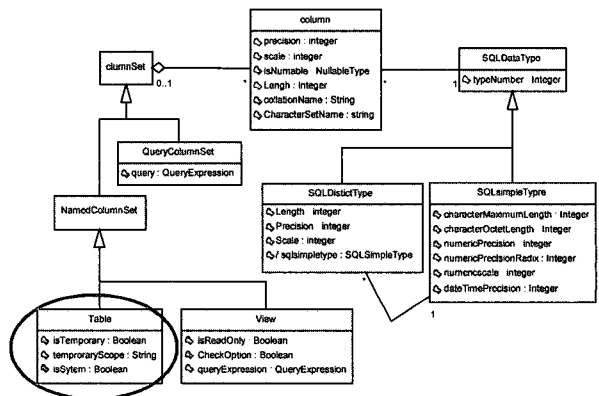 column
precision : integer
scale : integer
isNumable NullableType
Lengh : Integer
collationName : String
CharacterSetName : string
clumnSet
0..1
*
*
1
SQLDataTypo
typeNumber Integer
QueryColumnSet
query : QueryExpression
NamedColumnSet
SQLDistictType
Length integer
Precision integer
Scale : integer
/ sqlsimpletype : SQLSimpleType
SQLsimpleTypre
characterMaximumLength : Integer
characterOctetLength Integer
numericPrecision integer
numericPrecisionRadix : Integer
numencscale integer
dateTimePrecision : Integer
*
1
Table
isTemporary : Boolean
temproraryScope : String
isSytem : Boolean
View
isReadOnly Boolean
CheckOption : Boolean
queryExpression QueryExpression